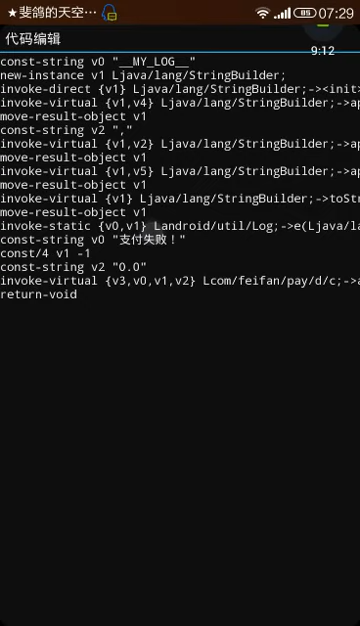 ★斐鸽的天空… 85 07:29
代码编辑
9:12
const-string v0 "__MY_LOG__"
new-instance v1 Ljava/lang/StringBuilder;
invoke-direct {v1} Ljava/lang/StringBuilder;-><init>
invoke-virtual {v1,v4} Ljava/lang/StringBuilder;->ap
move-result-object v1
const-string v2 ","
invoke-virtual {v1,v2} Ljava/lang/StringBuilder;->ap
move-result-object v1
invoke-virtual {v1,v5} Ljava/lang/StringBuilder;->ap
move-result-object v1
invoke-virtual {v1} Ljava/lang/StringBuilder;->toStr
move-result-object v1
invoke-static {v0,v1} Landroid/util/Log;->e(Ljava/la
const-string v0 "支付失败！"
const/4 v1 -1
const-string v2 "0.0"
invoke-virtual {v3,v0,v1,v2} Lcom/feifan/pay/d/c;->a
return-void